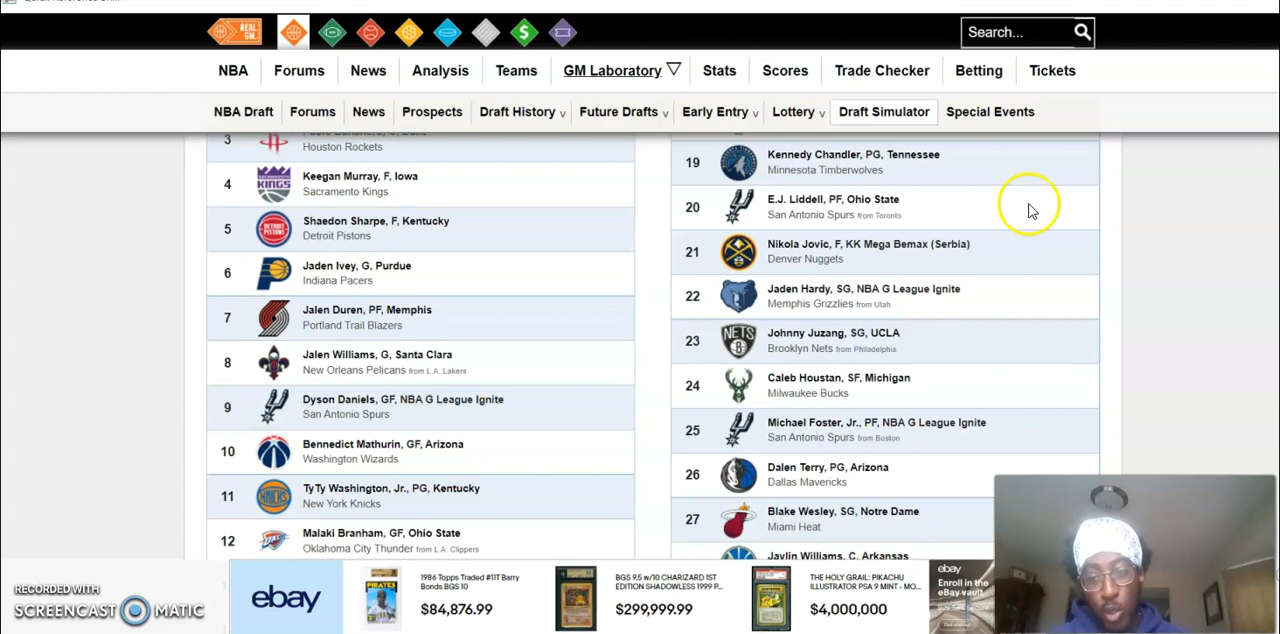 REAL
GM
Search...
NBA
Forums
News
Analysis
Teams
GM Laboratory
Stats
Scores
Trade Checker
Betting
Tickets
NBA Draft
Forums
News
Prospects
Draft History
Future Drafts
Early Entry
Lottery
Draft Simulator
Special Events
3
Houston Rockets
4
KINGS
Keegan Murray, F, Iowa
Sacramento Kings
5
Shaedon Sharpe, F, Kentucky
Detroit Pistons
6
Jaden Ivey, G, Purdue
Indiana Pacers
7
Jalen Duren, PF, Memphis
Portland Trail Blazers
8
Jalen Williams, G, Santa Clara
New Orleans Pelicans from L.A. Lakers
9
Dyson Daniels, GF, NBA G League Ignite
San Antonio Spurs
10
Bennedict Mathurin, GF, Arizona
Washington Wizards
11
TyTy Washington, Jr., PG, Kentucky
New York Knicks
12
Malaki Branham, GF, Ohio State
Oklahoma City Thunder from L.A. Clippers
19
Kennedy Chandler, PG, Tennessee
Minnesota Timberwolves
20
E.J. Liddell, PF, Ohio State
San Antonio Spurs from Toronto
21
Nikola Jovic, F, KK Mega Bemax (Serbia)
Denver Nuggets
22
Jaden Hardy, SG, NBA G League Ignite
Memphis Grizzlies from Utah
23
NETS
Johnny Juzang, SG, UCLA
Brooklyn Nets from Philadelphia
24
Caleb Houstan, SF, Michigan
Milwaukee Bucks
25
Michael Foster, Jr., PF, NBA G League Ignite
San Antonio Spurs from Boston
26
Dalen Terry, PG, Arizona
Dallas Mavericks
27
Blake Wesley, SG, Notre Dame
Miami Heat
Jaylin Williams, C, Arkansas
RECORDED WITH
SCREENCAST MATIC
ebay
PIRATES
1986 Topps Traded #11T Barry
Bonds BGS 10
$84,876.99
BGS 9.5 w/10 CHARIZARD 1ST
EDITION SHADOWLESS 1999 P...
$299,999.99
THE HOLY GRAIL: PIKACHU
ILLUSTRATOR PSA 9 MINT - MO...
$4,000,000
ebay
Enroll in the
eBay vault